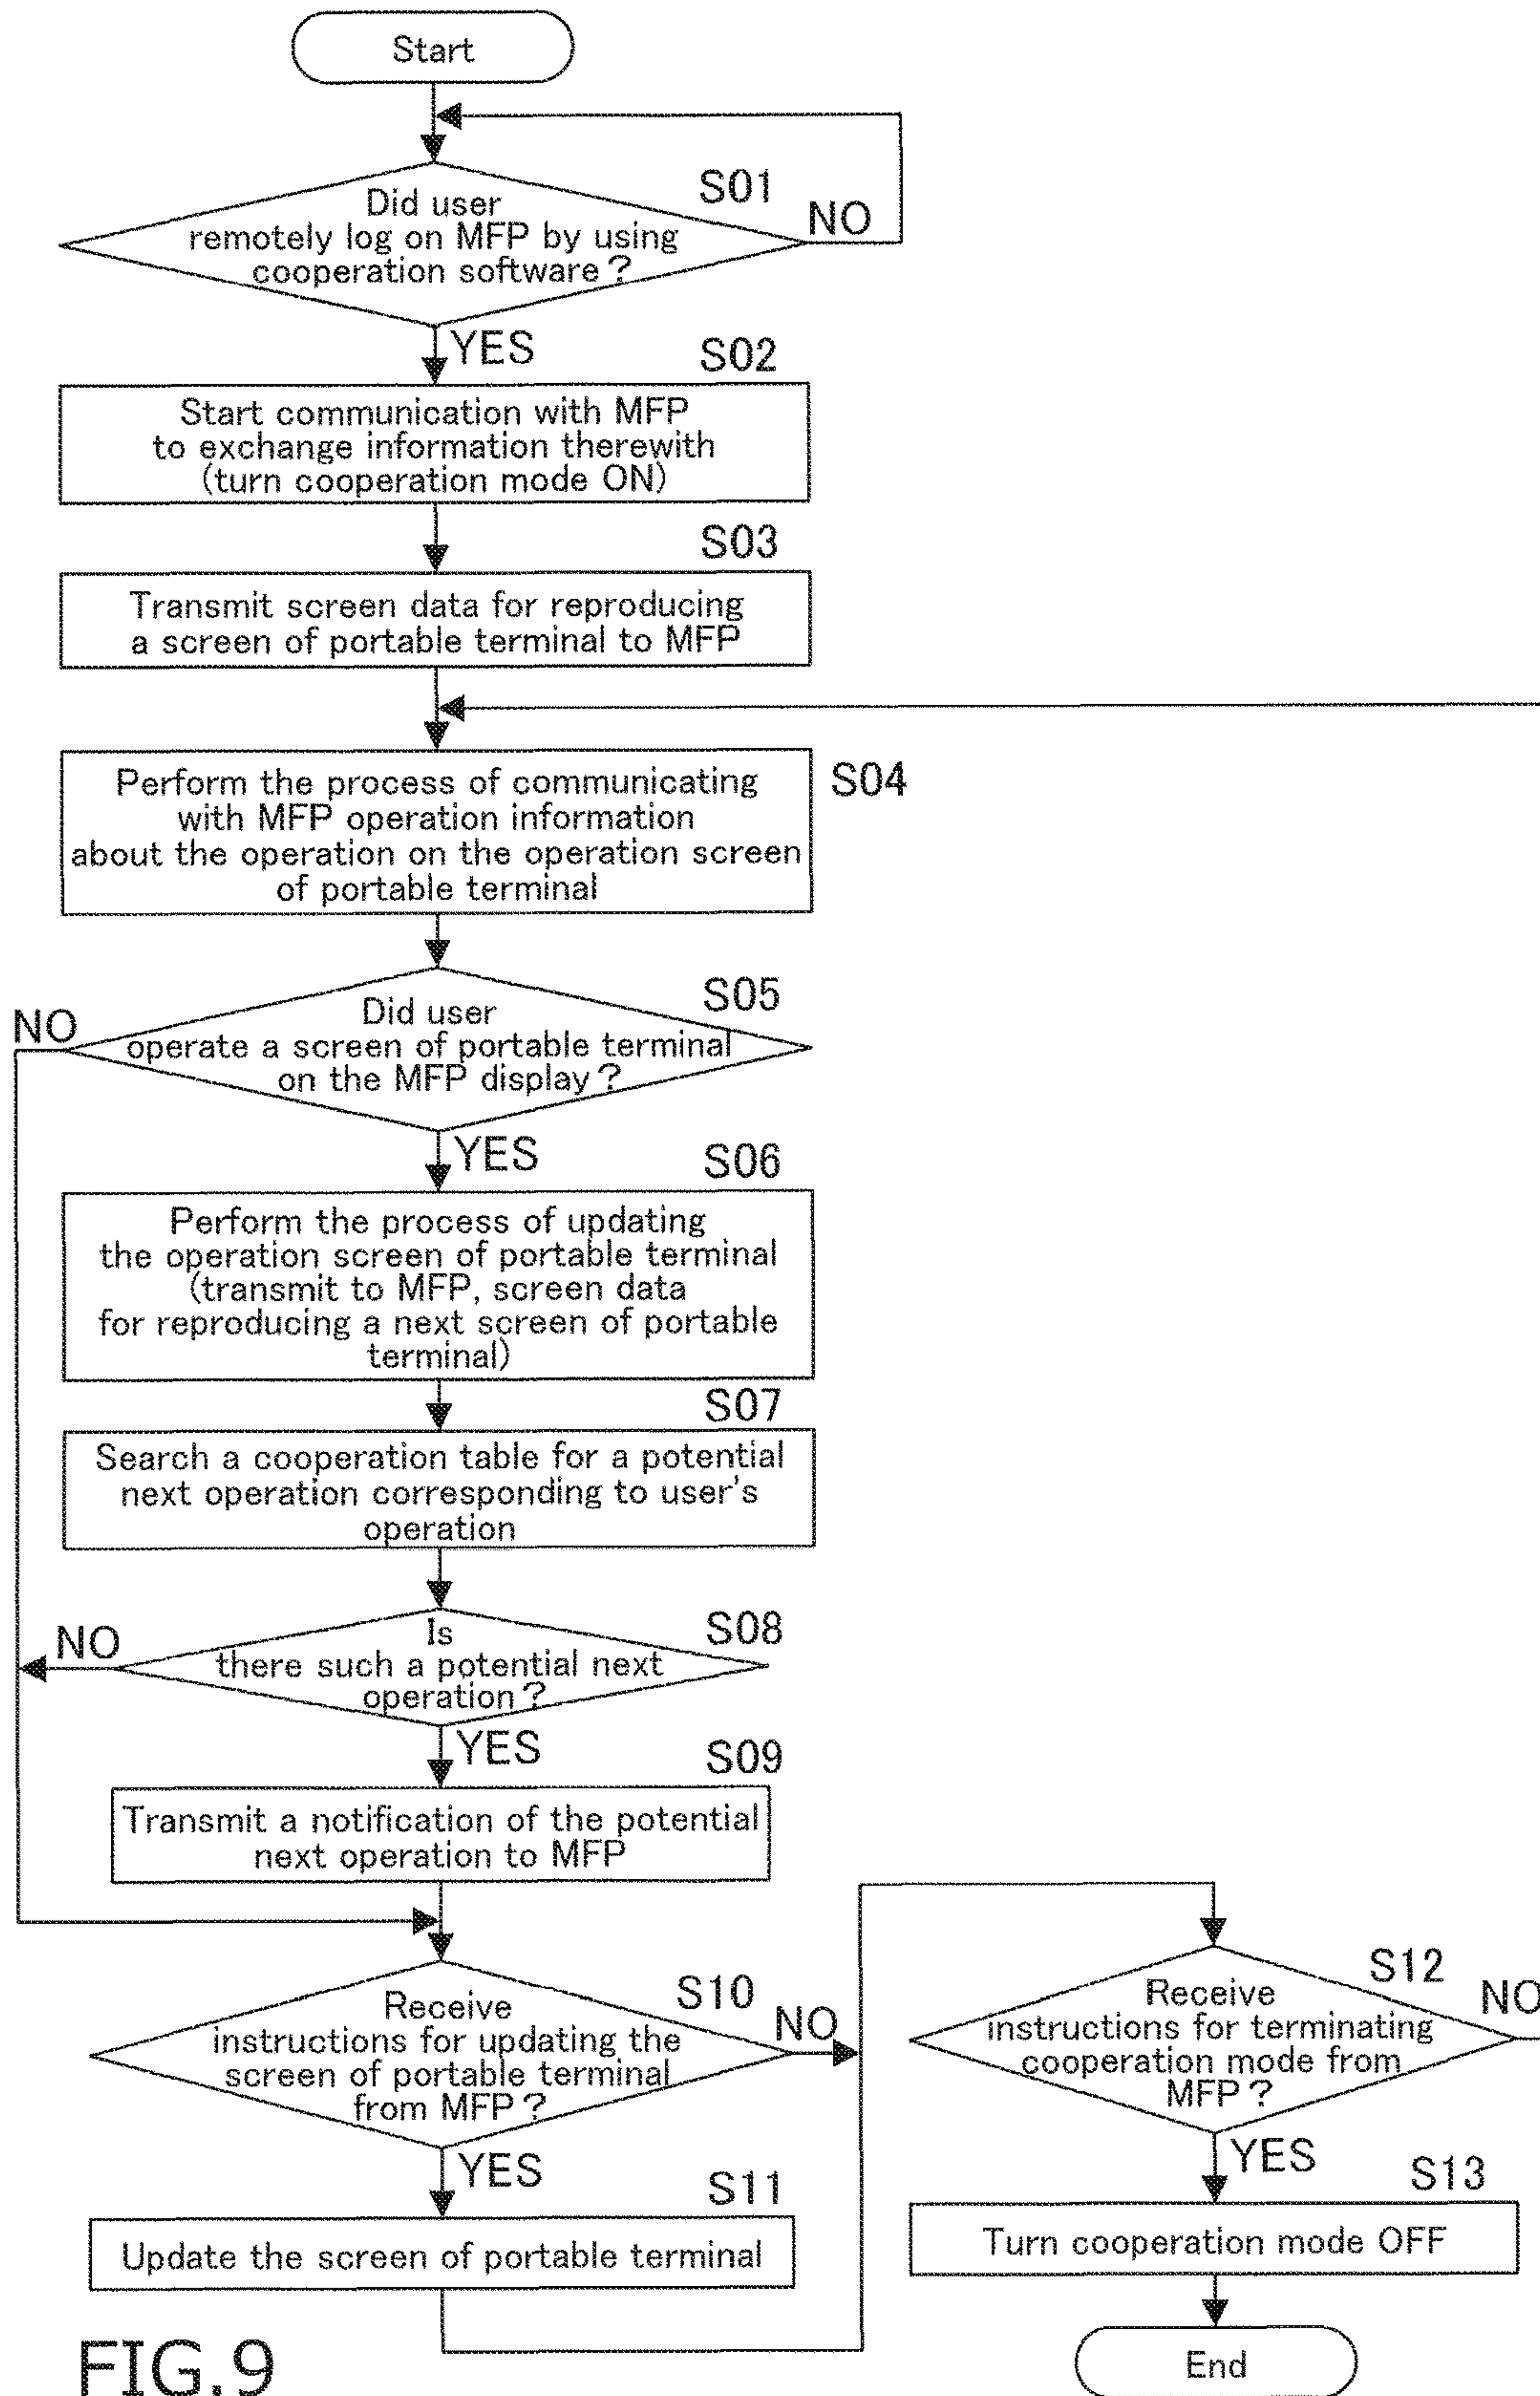 Start
S01
Did user
remotely log on MFP by using
cooperation software?
NO
YES
S02
Start communication with MFP
to exchange information therewith
(turn cooperation mode ON)
S03
Transmit screen data for reproducing
a screen of portable terminal to MFP
S04
Perform the process of communicating
with MFP operation information
about the operation on the operation screen
of portable terminal
S05
NO
Did user
operate a screen of portable terminal
on the MFP display?
YES
S06
Perform the process of updating
the operation screen of portable terminal
(transmit to MFP, screen data
for reproducing a next screen of portable
terminal)
S07
Search a cooperation table for a potential
next operation corresponding to user's
operation
S08
NO
Is
there such a potential next
operation?
YES
S09
Transmit a notification of the potential
next operation to MFP
S10
Receive
instructions for updating the
screen of portable terminal
from MFP?
NO
YES
S11
Update the screen of portable terminal
S12
Receive
instructions for terminating
cooperation mode from
MFP?
NO
YES
S13
Turn cooperation mode OFF
End
FIG.9